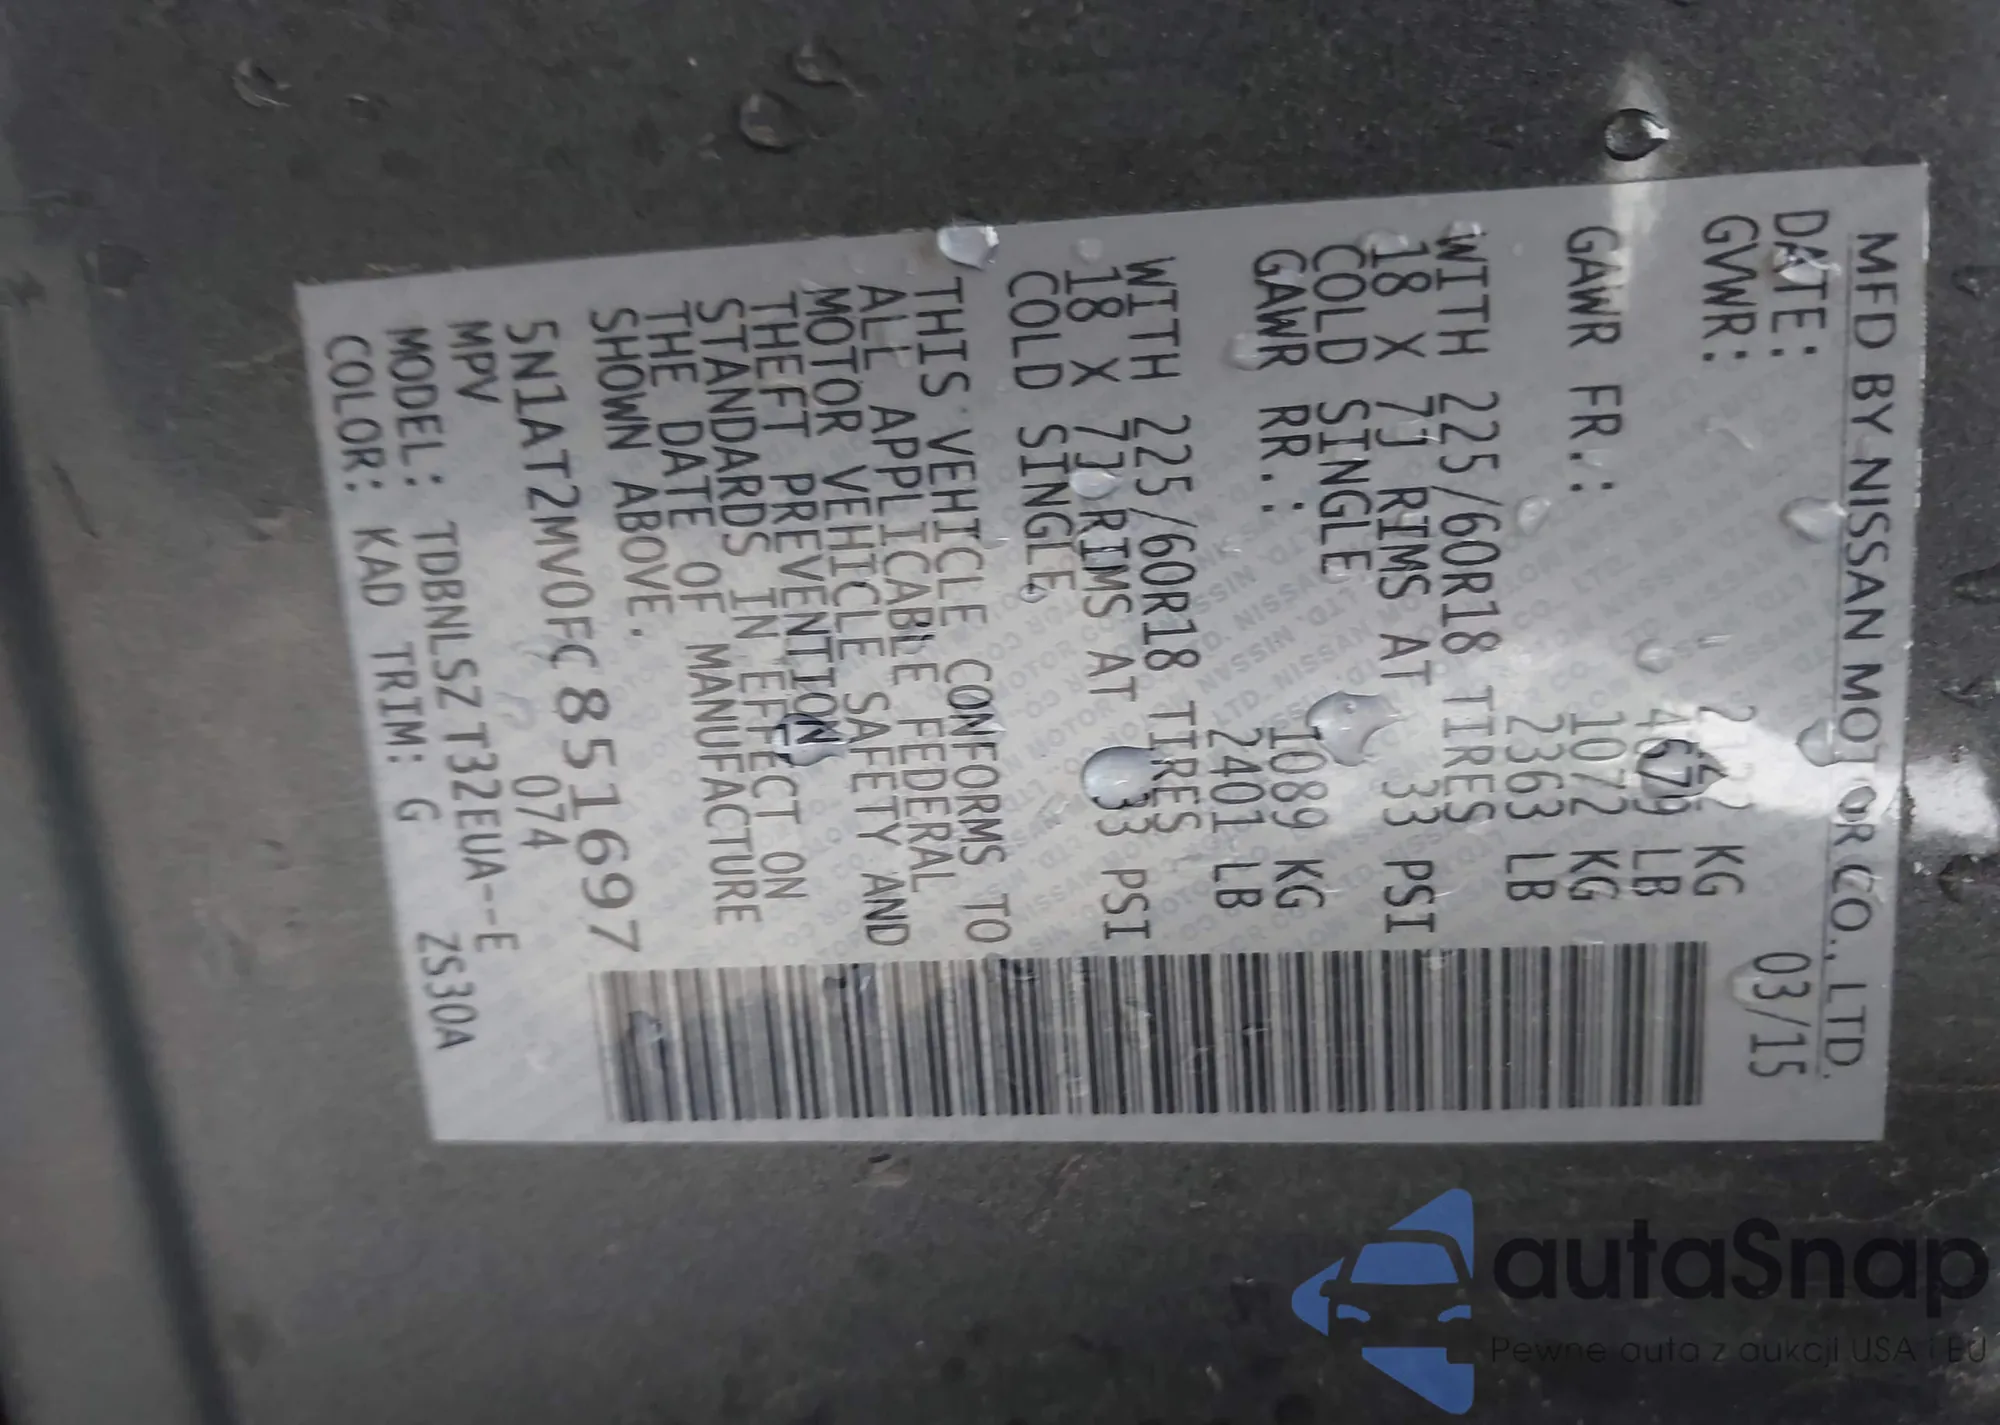 MFD BY NISSAN MOTOR CO., LTD.
DATE: 03/15
GVWR: KG
4679 LB
GAWR FR.: 1072 KG
2363 LB
WITH 225/60R18 TIRES
18 X 7J RIMS AT 33 PSI
COLD SINGLE
GAWR RR.: 1089 KG
2401 LB
WITH 225/60R18 TIRES
18 X 7J RIMS AT 33 PSI
COLD SINGLE
THIS VEHICLE CONFORMS TO
ALL APPLICABLE FEDERAL
MOTOR VEHICLE SAFETY AND
THEFT PREVENTION
STANDARDS IN EFFECT ON
THE DATE OF MANUFACTURE
SHOWN ABOVE.
5N1AT2MV0FC851697
MPV 074
MODEL: TDBNLSZT32EUA--E
COLOR: KAD TRIM: G ZS30A
autaSnap
Pewne auta z aukcji USA i EU